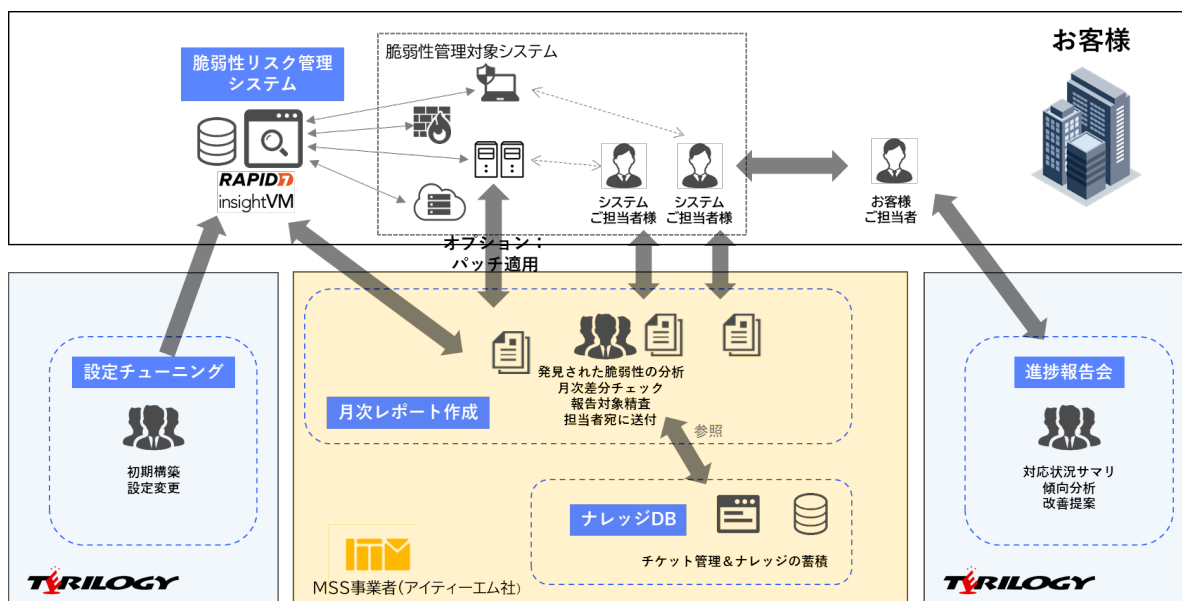 脆弱性リスク管理
システム
脆弱性管理対象システム
お客様
RAPID7
insightVM
システム
ご担当者様
システム
ご担当者様
お客様
ご担当者
オプション：
パッチ適用
設定チューニング
初期構築
設定変更
TERILOGY
発見された脆弱性の分析
月次差分チェック
報告対象精査
担当者宛に送付
月次レポート作成
参照
ナレッジDB
チケット管理＆ナレッジの蓄積
ITM
MSS事業者（アイティーエム社）
進捗報告会
対応状況サマリ
傾向分析
改善提案
TERILOGY